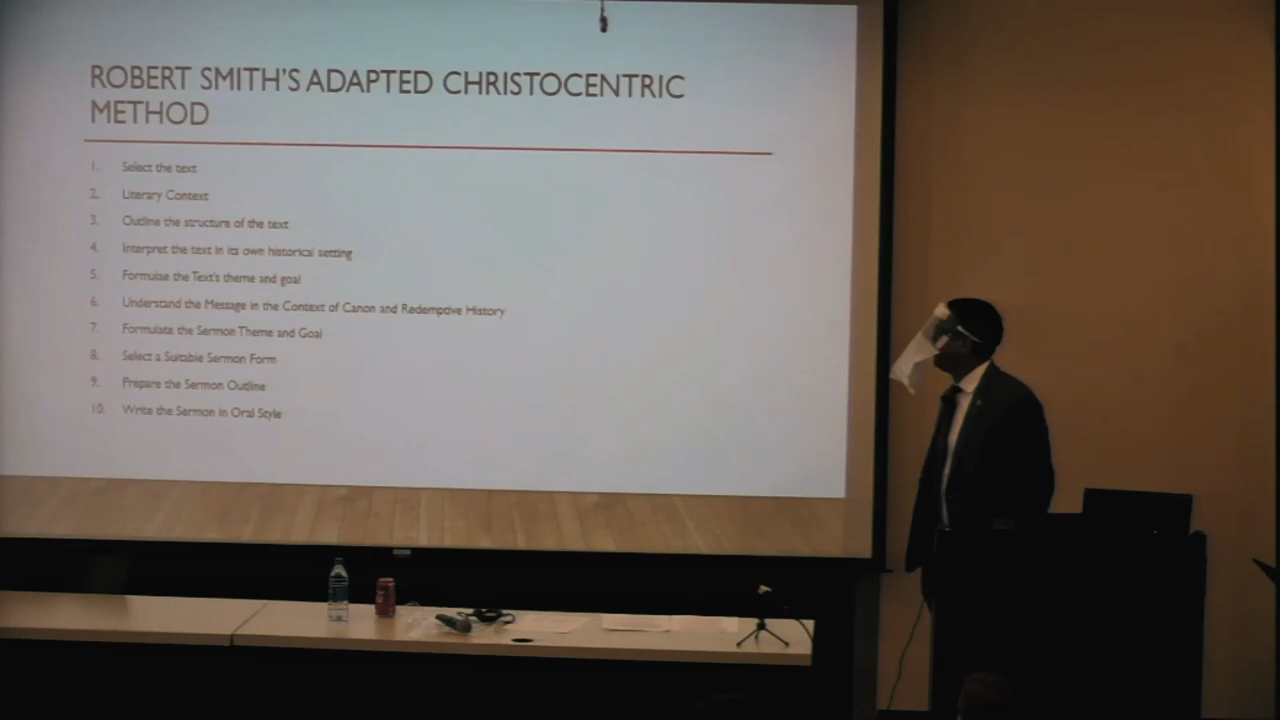 ROBERT SMITH'S ADAPTED CHRISTOCENTRIC
METHOD
1. Select the text
2. Literary Context
3. Outline the structure of the text
4. Interpret the text in its own historical setting
5. Formulae the Text's theme and goal
6. Understand the Message in the Context of Canon and Redemptive History
7. Formulate the Sermon Theme and Goal
8. Select a Suitable Sermon Form
9. Prepare the Sermon Outline
10. Write the Sermon in Oral Style